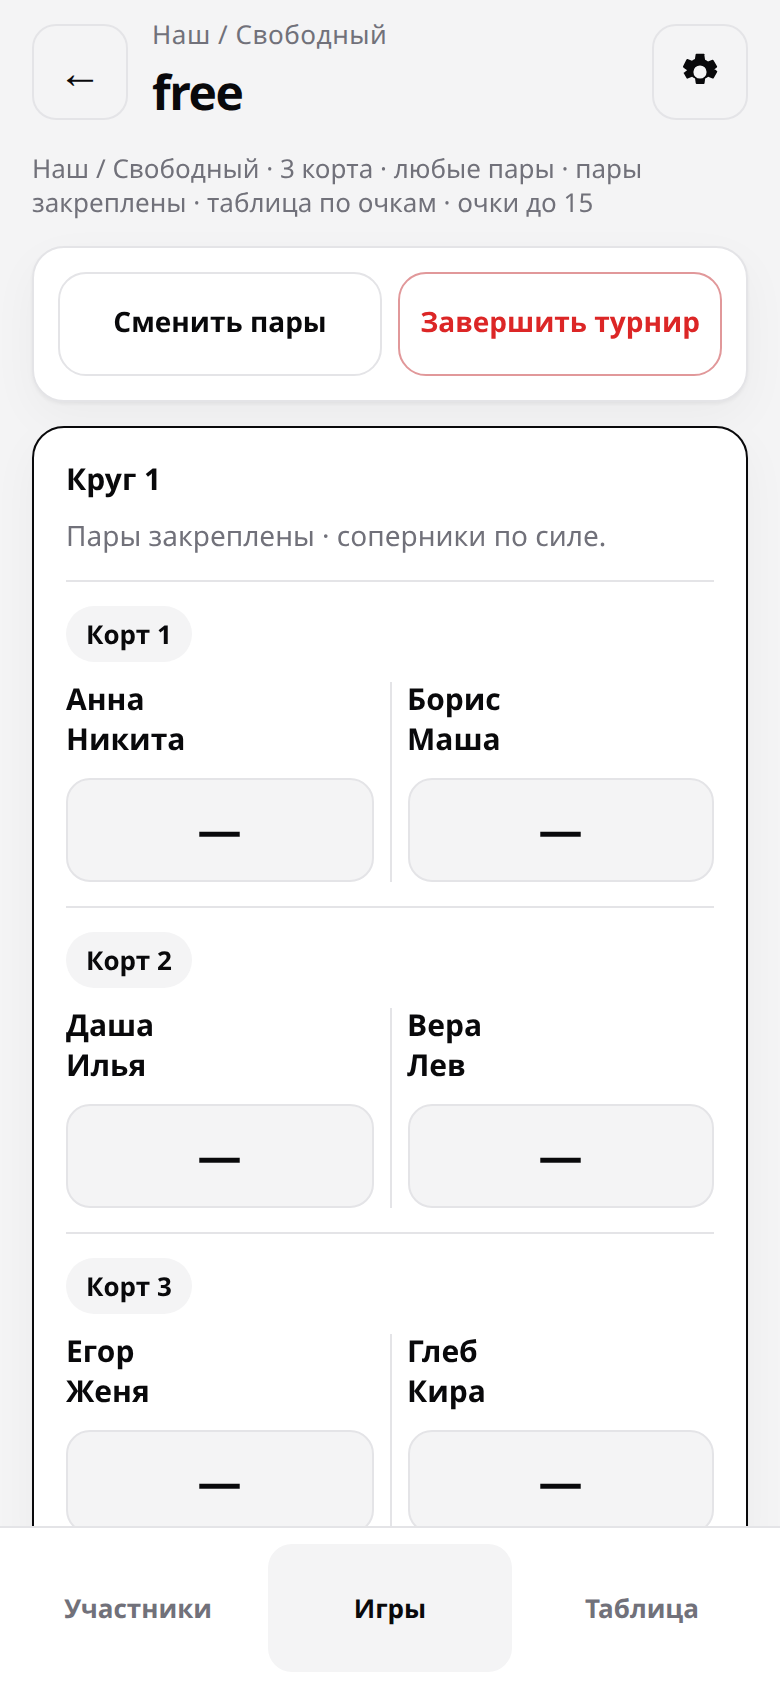 ←
Наш / Свободный
free
Наш / Свободный · 3 корта · любые пары · пары
закреплены · таблица по очкам · очки до 15
Сменить пары
Завершить турнир
Круг 1
Пары закреплены · соперники по силе.
Корт 1
Анна
Никита
Борис
Маша
—
—
Корт 2
Даша
Илья
Вера
Лев
—
—
Корт 3
Егор
Женя
Глеб
Кира
—
—
Участники
Игры
Таблица